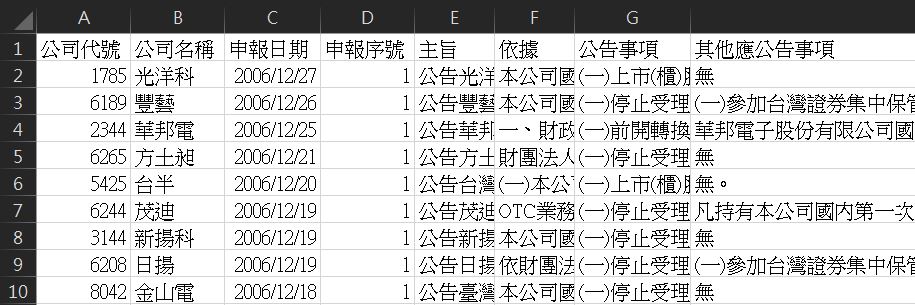 A B C D E F G
1 公司代號 公司名稱 申報日期 申報序號 主旨 依據 公告事項 其他應公告事項
2 1785 光洋科 2006/12/27 1 公告光洋 本公司國 (一)上市(櫃)股 無
3 6189 豐藝 2006/12/26 1 公告豐藝 本公司國 (一)停止受理 (一)參加台灣證券集中保管
4 2344 華邦電 2006/12/25 1 公告華邦 一、財政 (一)前開轉換 華邦電子股份有限公司國
5 6265 方土昶 2006/12/21 1 公告方土 財團法人 (一)停止受理 無
6 5425 台半 2006/12/20 1 公告台灣 (一)本公 (一)上市(櫃)股 無。
7 6244 茂迪 2006/12/19 1 公告茂迪 OTC業務 (一)停止受理 凡持有本公司國內第一次
8 3144 新揚科 2006/12/19 1 公告新揚 本公司國 (一)停止受理 無
9 6208 日揚 2006/12/19 1 公告日揚 依財團法 (一)停止受理 (一)參加台灣證券集中保管
10 8042 金山電 2006/12/18 1 公告臺灣 本公司國 (一)停止受理 無